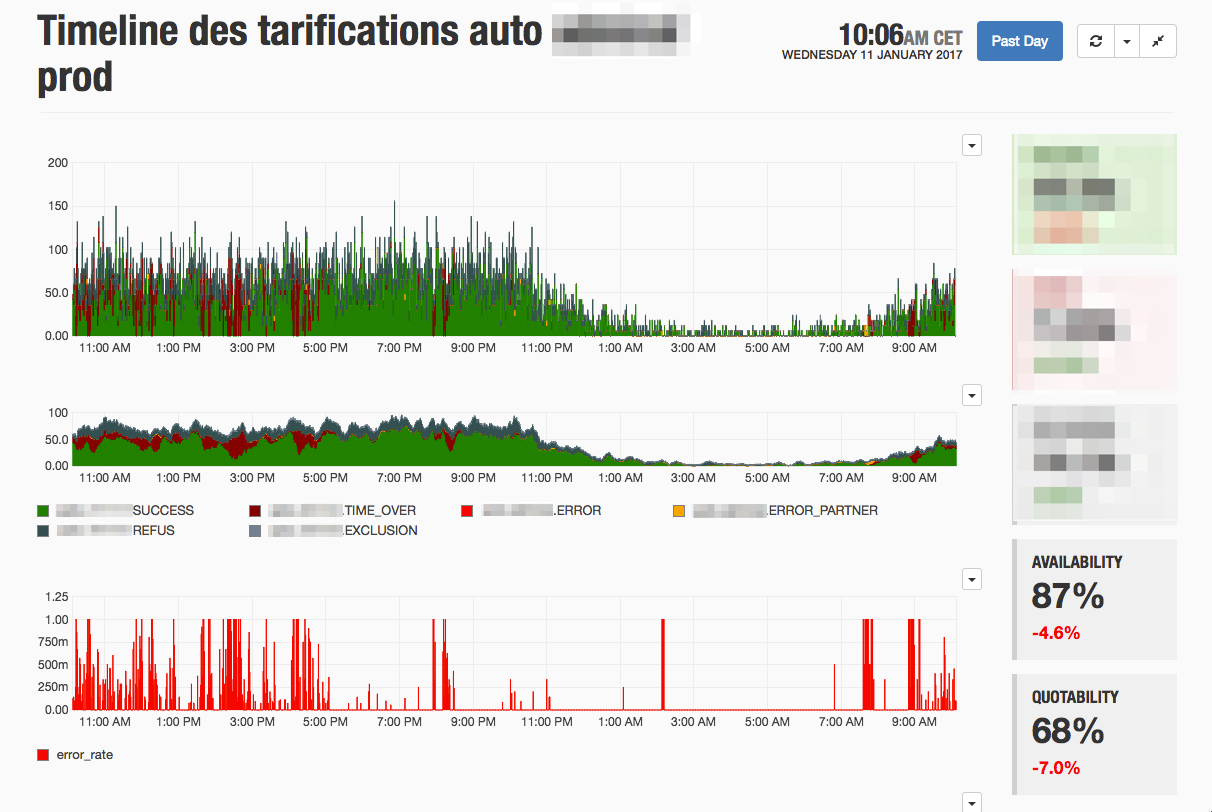 Timeline des tarifications auto
prod
10:06AM CET
WEDNESDAY 11 JANUARY 2017
Past Day
200
150
100
50.0
0.00
11:00 AM 1:00 PM 3:00 PM 5:00 PM 7:00 PM 9:00 PM 11:00 PM 1:00 AM 3:00 AM 5:00 AM 7:00 AM 9:00 AM
100
50.0
0.00
11:00 AM 1:00 PM 3:00 PM 5:00 PM 7:00 PM 9:00 PM 11:00 PM 1:00 AM 3:00 AM 5:00 AM 7:00 AM 9:00 AM
SUCCESS .TIME_OVER .ERROR .ERROR_PARTNER
REFUS .EXCLUSION
1.25
1.00
750m
500m
250m
0.00
11:00 AM 1:00 PM 3:00 PM 5:00 PM 7:00 PM 9:00 PM 11:00 PM 1:00 AM 3:00 AM 5:00 AM 7:00 AM 9:00 AM
error_rate
AVAILABILITY
87%
-4.6%
QUOTABILITY
68%
-7.0%